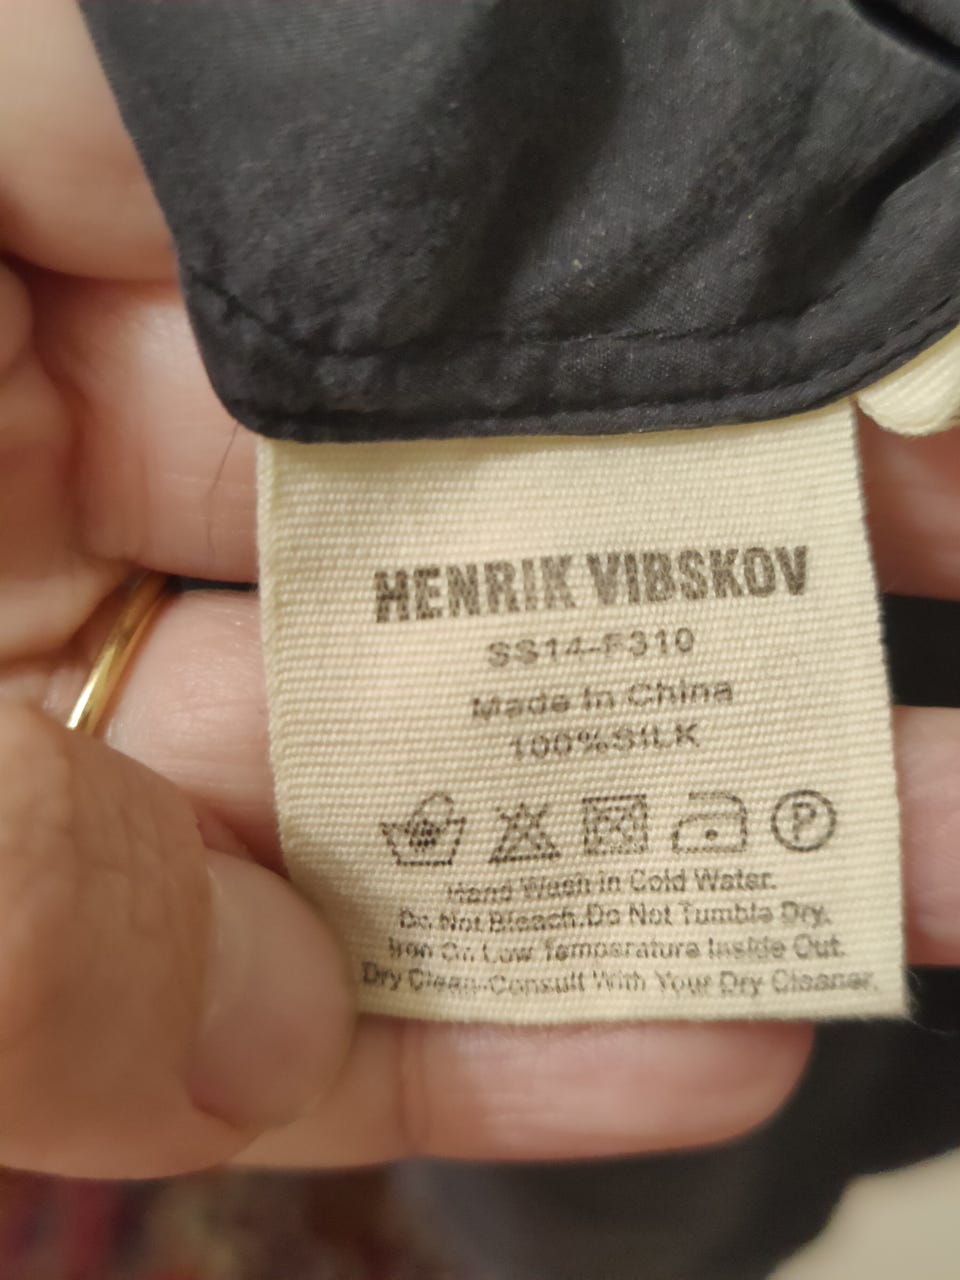 HENRIK VIBSKOV
SS14-F310
Made In China
100%SILK
P
Hand Wash in Cold Water.
Do Not Bleach.Do Not Tumble Dry.
Iron On Low Temperature Inside Out.
Dry Clean-Consult With Your Dry Cleaner.